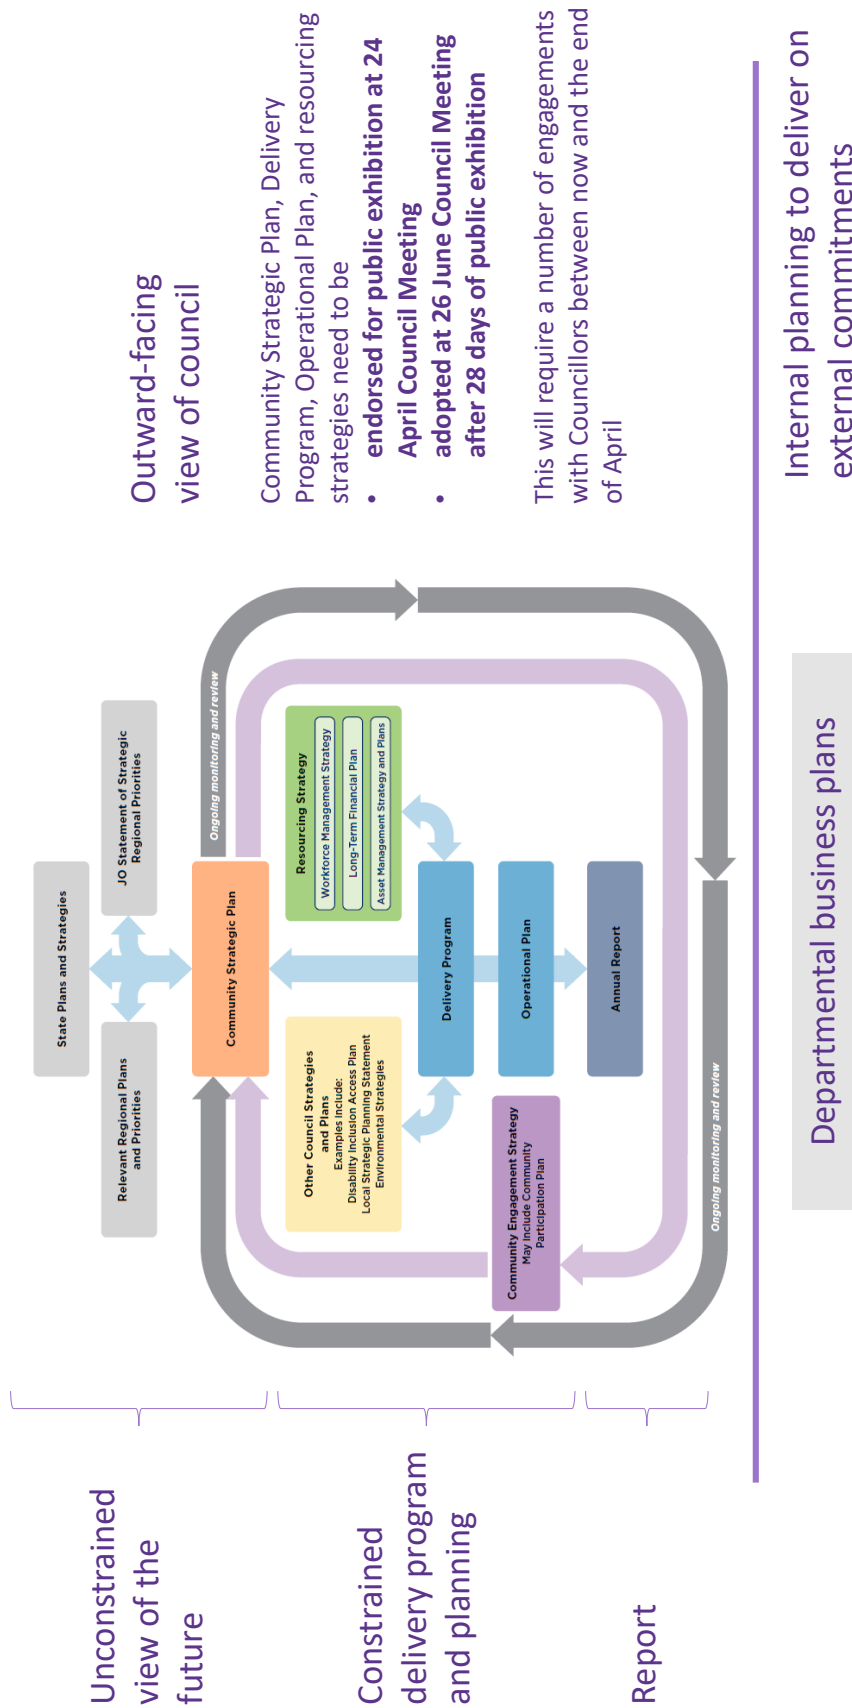 Unconstrained
view of the
future
Constrained
delivery program
and planning
Report
State Plans and Strategies
Relevant Regional Plans
and Priorities
JO Statement of Strategic
Regional Priorities
Community Strategic Plan
Ongoing monitoring and review
Other Council Strategies
and Plans
Examples Include:
Disability Inclusion Access Plan
Local Strategic Planning Statement
Environmental Strategies
Resourcing Strategy
Workforce Management Strategy
Long-Term Financial Plan
Asset Management Strategy and Plans
Delivery Program
Community Engagement Strategy
May Include Community
Participation Plan
Operational Plan
Annual Report
Ongoing monitoring and review
Outward-facing
view of council
Community Strategic Plan, Delivery
Program, Operational Plan, and resourcing
strategies need to be
• endorsed for public exhibition at 24
April Council Meeting
• adopted at 26 June Council Meeting
after 28 days of public exhibition
This will require a number of engagements
with Councillors between now and the end
of April
Departmental business plans
Internal planning to deliver on
external commitments